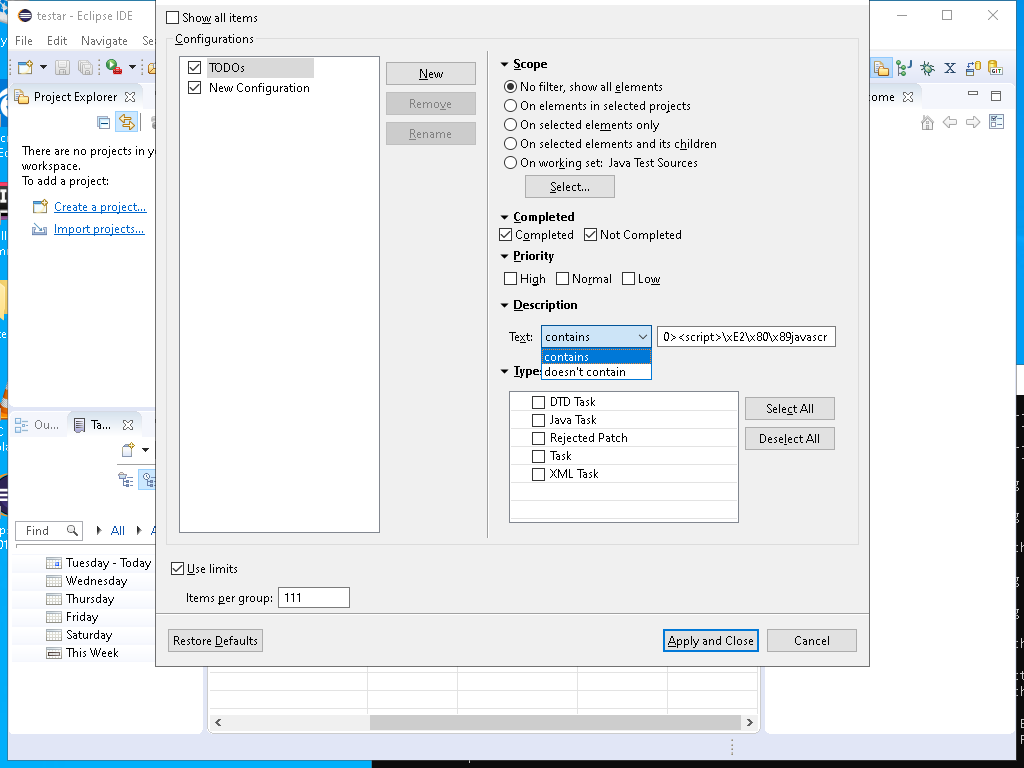 testar - Eclipse IDE
File Edit Navigate
Project Explorer
There are no projects in
workspace.
To add a project:
Create a project...
Import projects...
Ou...
Ta...
Find
All
Tuesday - Today
Wednesday
Thursday
Friday
Saturday
This Week
Show all items
Configurations
TODOs
New Configuration
New
Remove
Rename
Scope
No filter, show all elements
On elements in selected projects
On selected elements only
On selected elements and its children
On working set: Java Test Sources
Select...
Completed
Completed Not Completed
Priority
High Normal Low
Description
Text: contains 0><script>\xE2\x80\x89javascr
contains
doesn't contain
Types
DTD Task
Java Task
Rejected Patch
Task
XML Task
Select All
Deselect All
Use limits
Items per group: 111
Restore Defaults
Apply and Close
Cancel